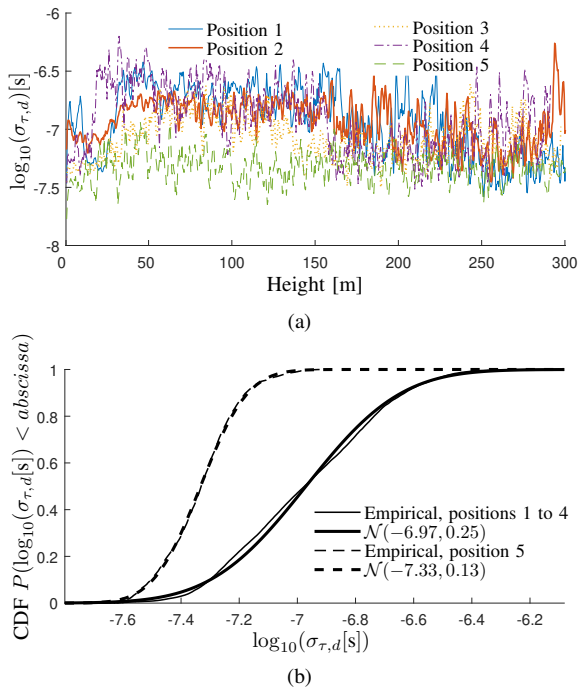 Position 1
Position 2
Position 3
Position 4
Position 5
log₁₀(σ_{τ,d})[s]
-6
-6.5
-7
-7.5
-8
0 50 100 150 200 250 300
Height [m]
(a)
CDF P(log₁₀(σ_{τ,d}[s]) < abscissa)
1
0.8
0.6
0.4
0.2
0
Empirical, positions 1 to 4
𝒩(−6.97, 0.25)
Empirical, position 5
𝒩(−7.33, 0.13)
-7.6 -7.4 -7.2 -7 -6.8 -6.6 -6.4 -6.2
log₁₀(σ_{τ,d}[s])
(b)